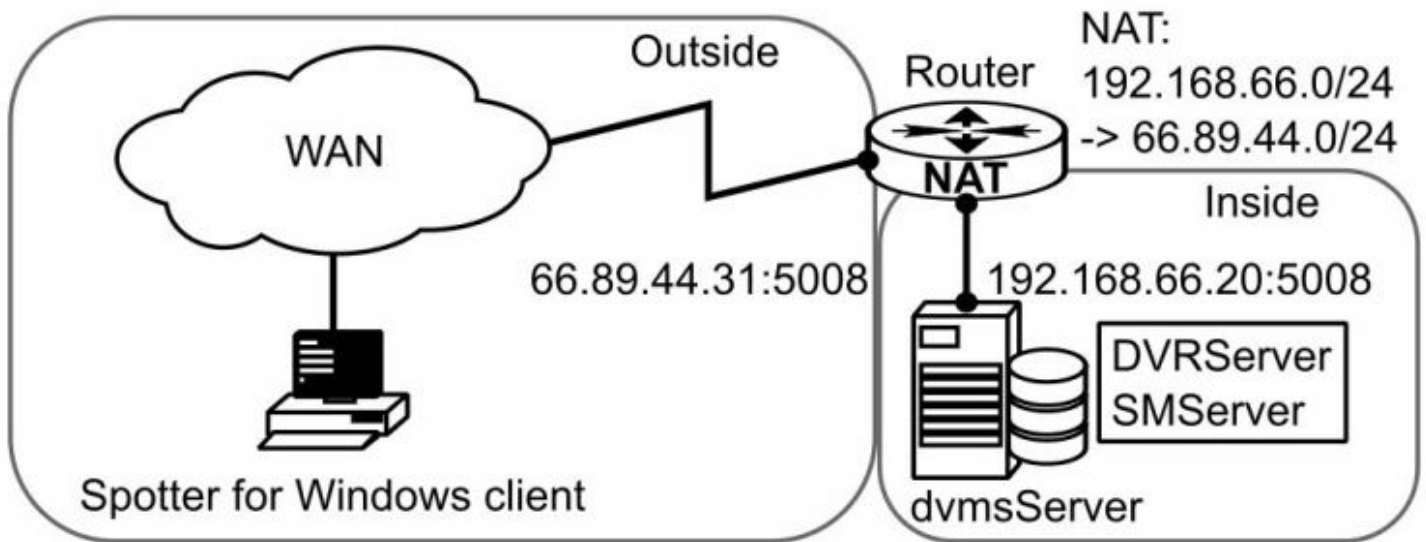 Outside
WAN
Router
NAT
NAT:
192.168.66.0/24
-> 66.89.44.0/24
Inside
66.89.44.31:5008
192.168.66.20:5008
DVRServer
SMServer
Spotter for Windows client
dvmsServer